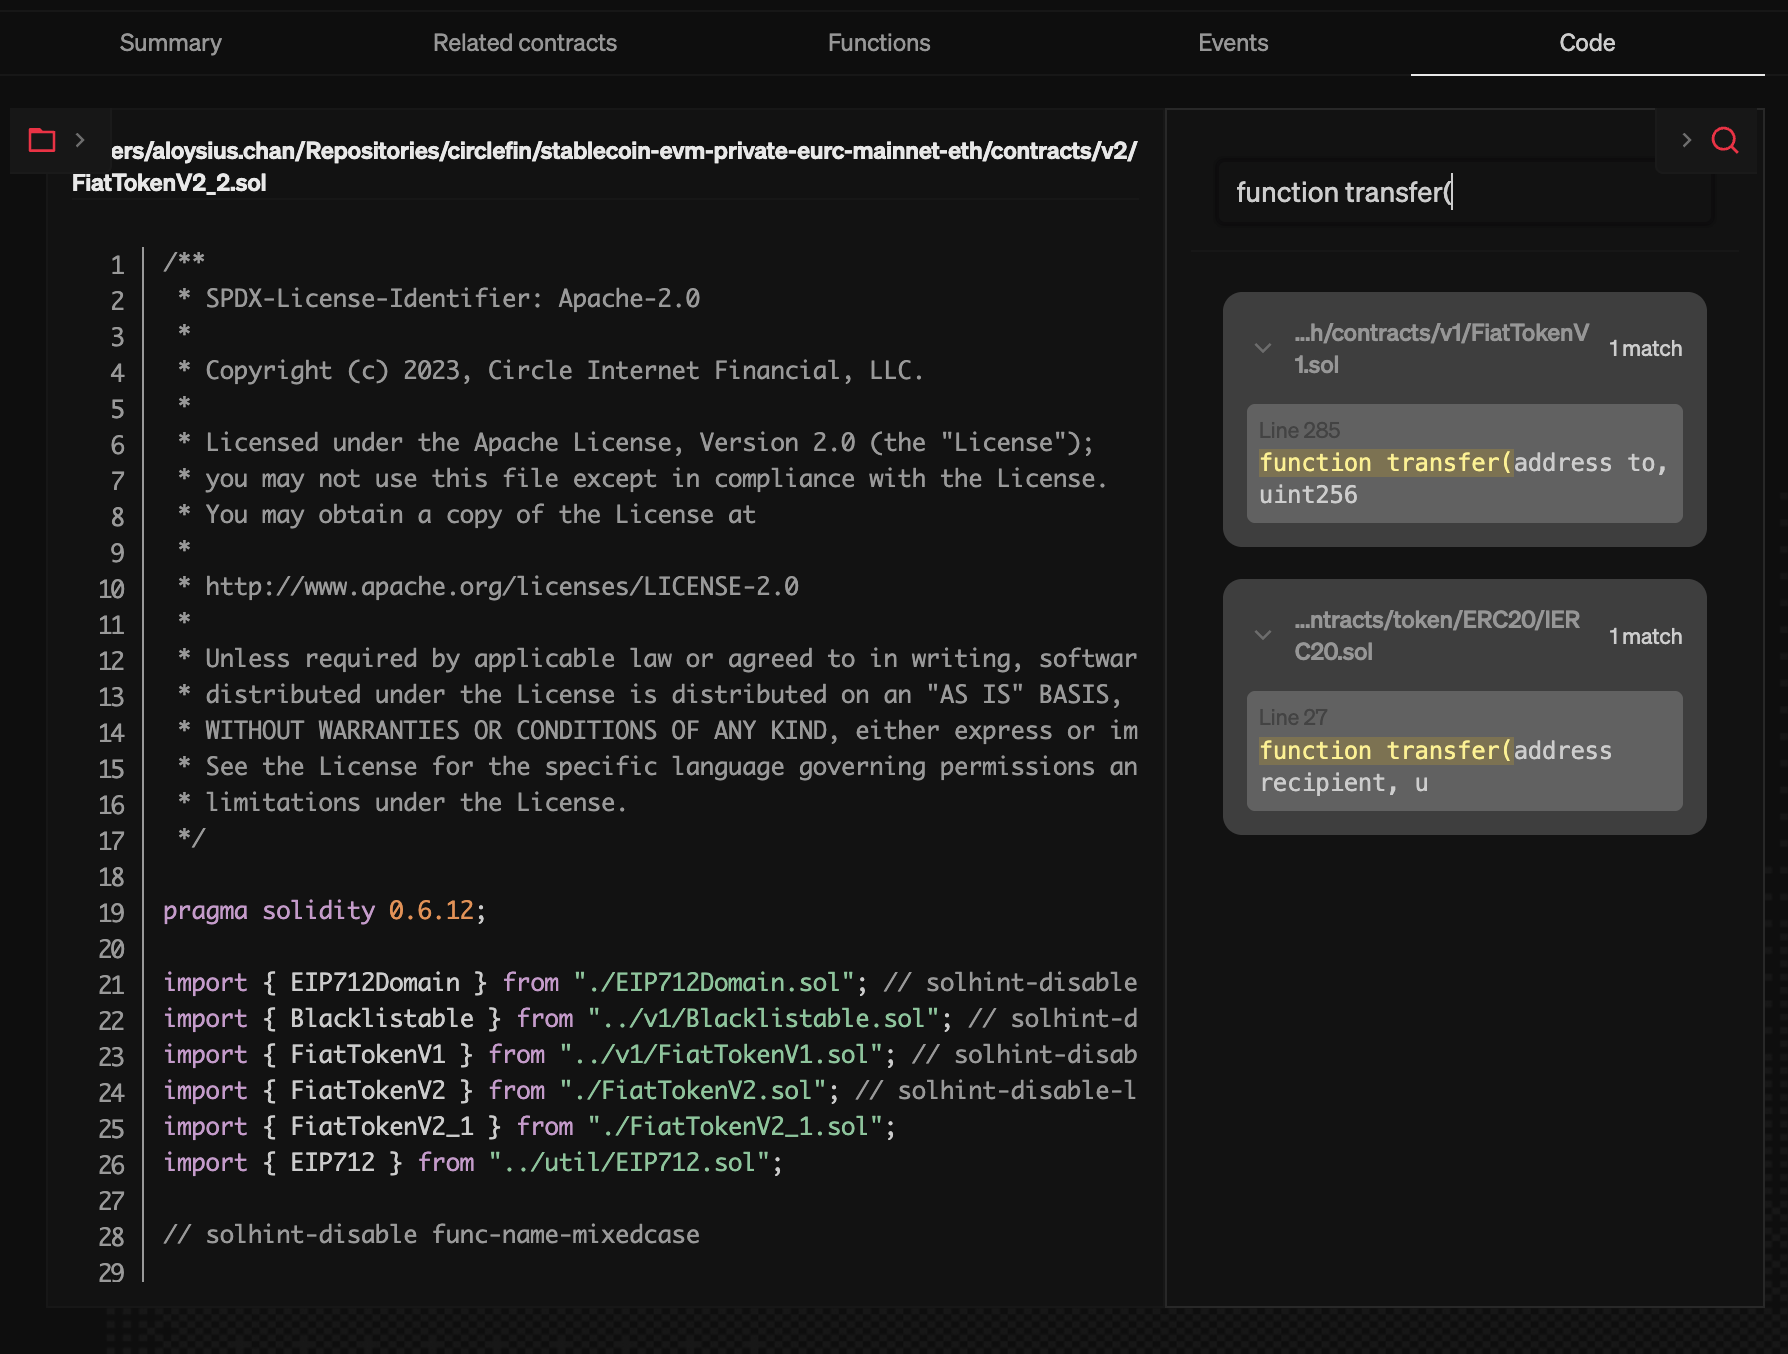 Summary
Related contracts
Functions
Events
Code
ers/aloysius.chan/Repositories/circlefin/stablecoin-evm-private-eurc-mainnet-eth/contracts/v2/
FiatTokenV2_2.sol
1 /**
2 * SPDX-License-Identifier: Apache-2.0
3 *
4 * Copyright (c) 2023, Circle Internet Financial, LLC.
5 *
6 * Licensed under the Apache License, Version 2.0 (the "License");
7 * you may not use this file except in compliance with the License.
8 * You may obtain a copy of the License at
9 *
10 * http://www.apache.org/licenses/LICENSE-2.0
11 *
12 * Unless required by applicable law or agreed to in writing, softwar
13 * distributed under the License is distributed on an "AS IS" BASIS,
14 * WITHOUT WARRANTIES OR CONDITIONS OF ANY KIND, either express or im
15 * See the License for the specific language governing permissions an
16 * limitations under the License.
17 */
18
19 pragma solidity 0.6.12;
20
21 import { EIP712Domain } from "./EIP712Domain.sol"; // solhint-disable
22 import { Blacklistable } from "../v1/Blacklistable.sol"; // solhint-d
23 import { FiatTokenV1 } from "../v1/FiatTokenV1.sol"; // solhint-disab
24 import { FiatTokenV2 } from "./FiatTokenV2.sol"; // solhint-disable-l
25 import { FiatTokenV2_1 } from "./FiatTokenV2_1.sol";
26 import { EIP712 } from "../util/EIP712.sol";
27
28 // solhint-disable func-name-mixedcase
29
function transfer(
...h/contracts/v1/FiatTokenV
1.sol
1 match
Line 285
function transfer(address to,
uint256
...ntracts/token/ERC20/IER
C20.sol
1 match
Line 27
function transfer(address
recipient, u